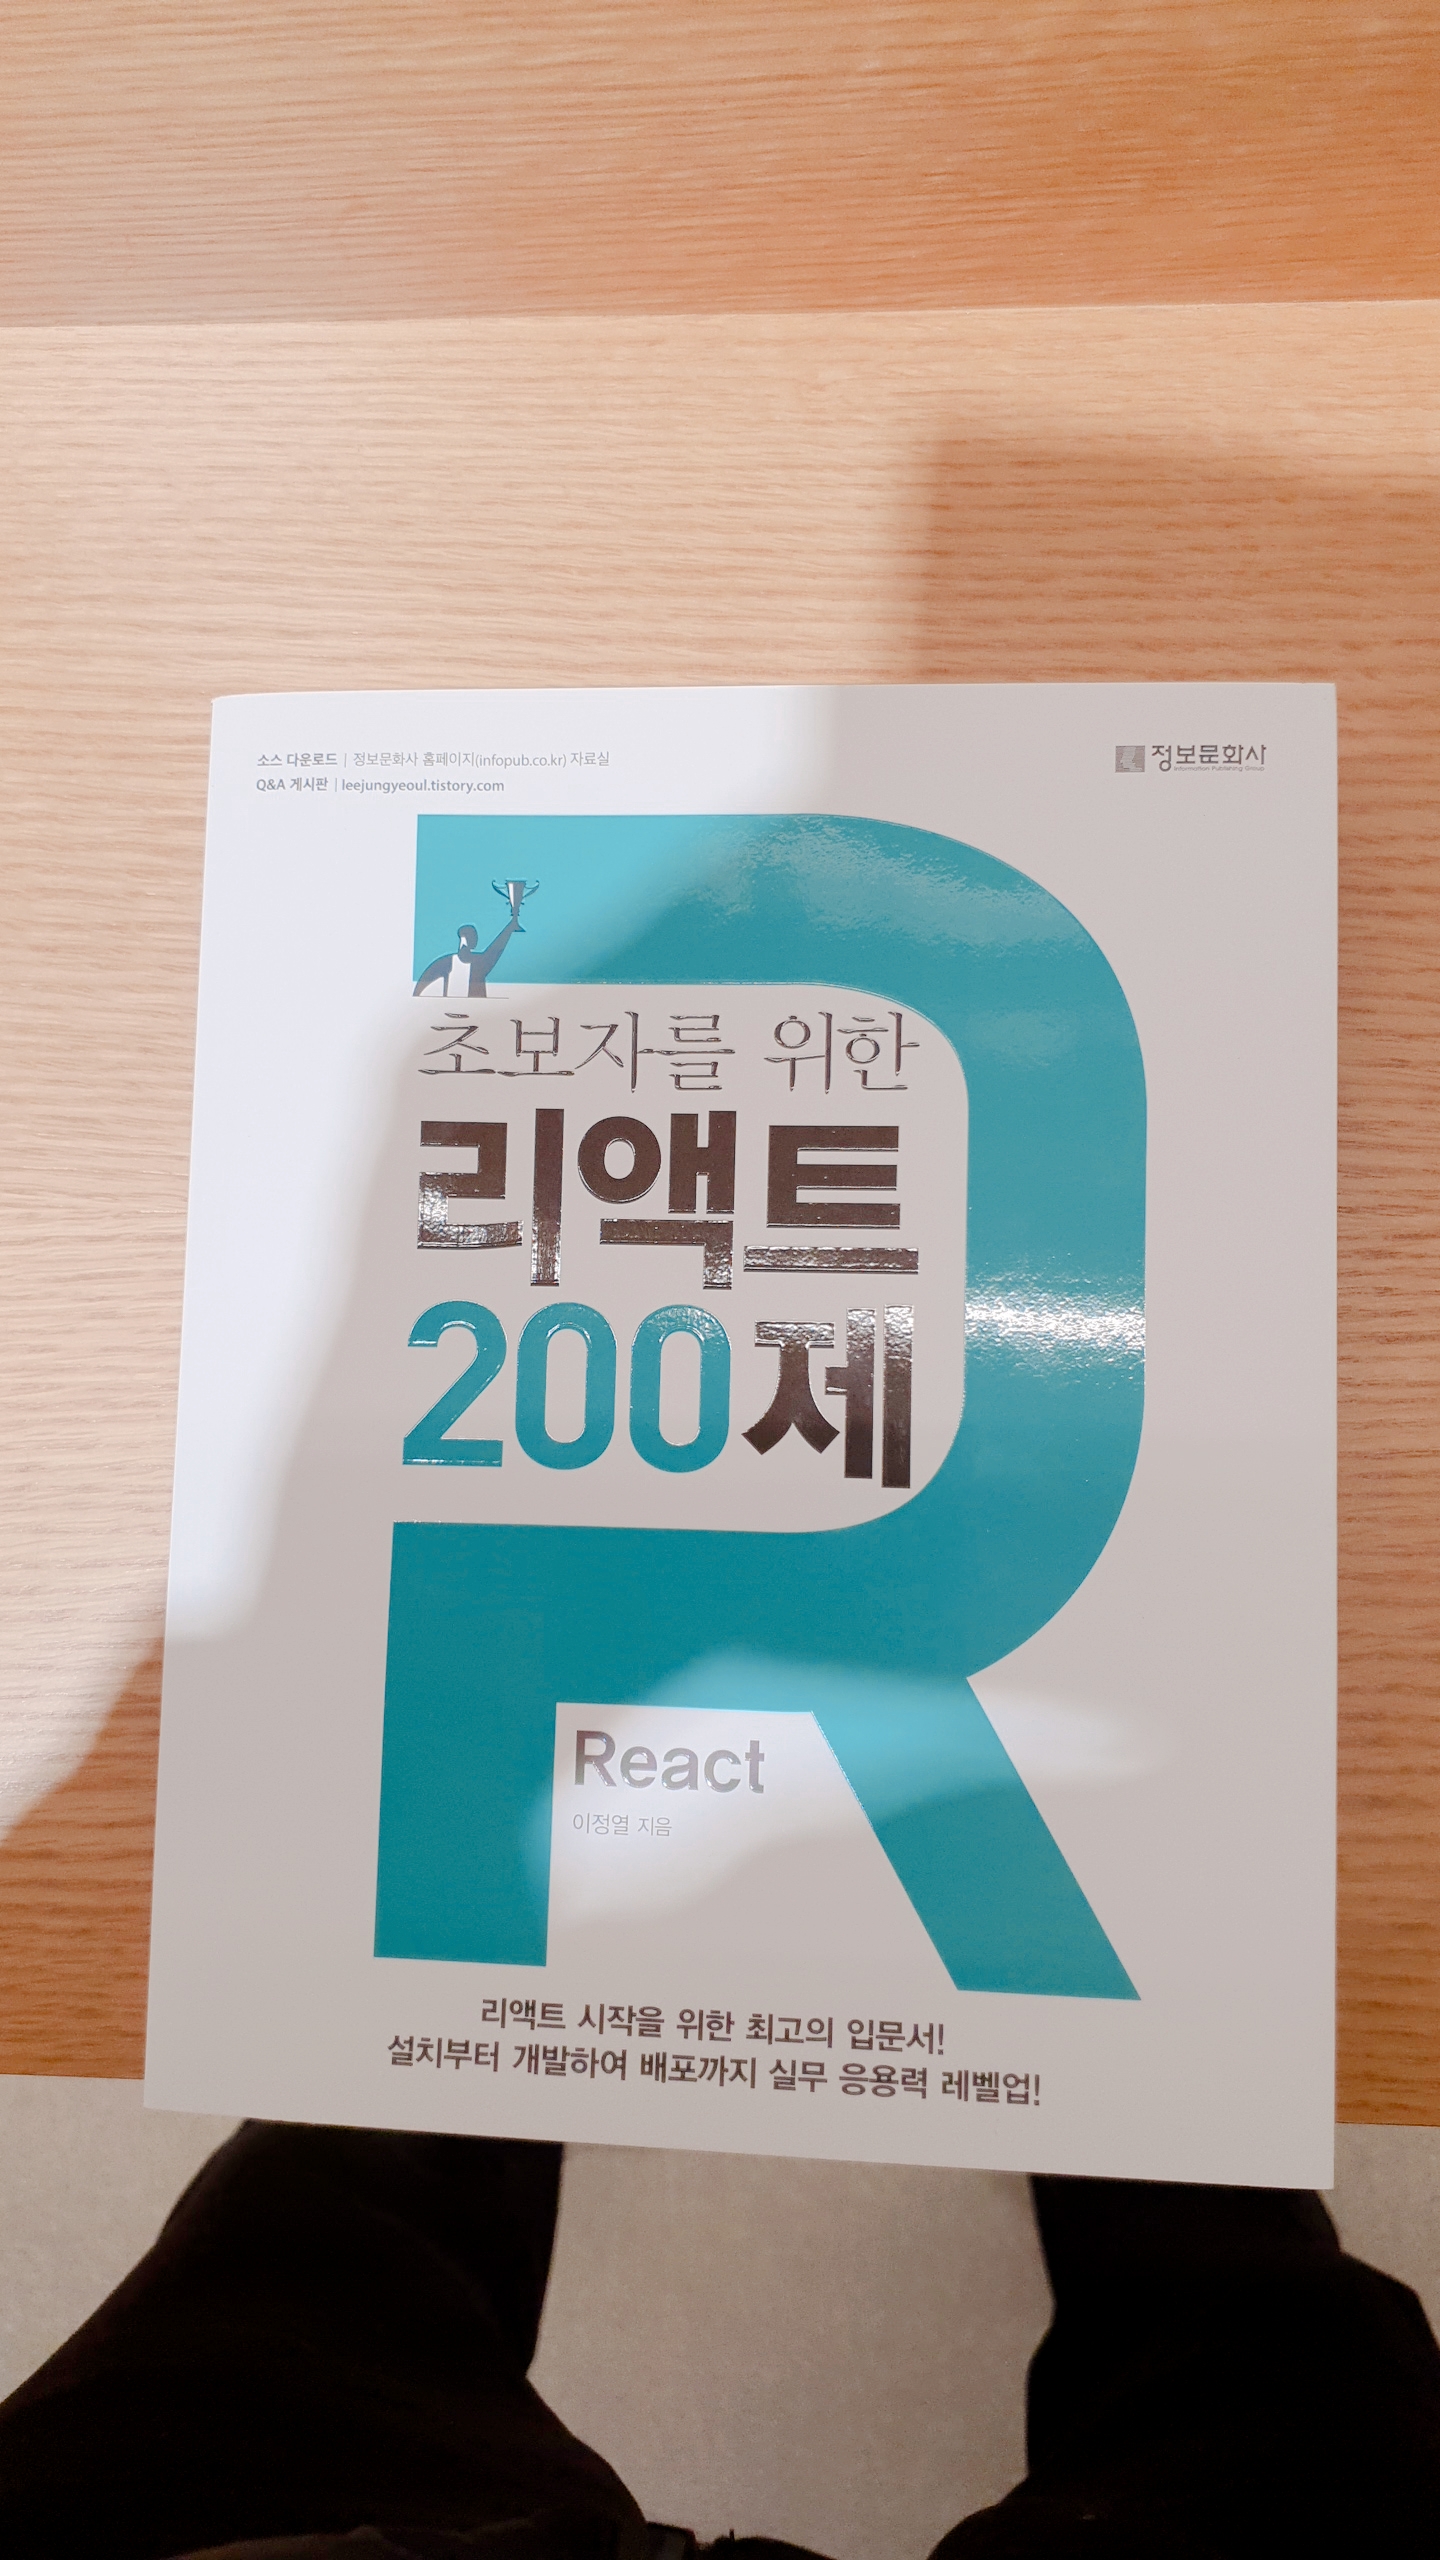 소스 다운로드 | 정보문화사 홈페이지(infopub.co.kr) 자료실
Q&A 게시판 | leejungyeoul.tistory.com
정보문화사
Information Publishing Group
초보자를 위한
리액트
200제
React
이정열 지음
리액트 시작을 위한 최고의 입문서!
설치부터 개발하여 배포까지 실무 응용력 레벨업!